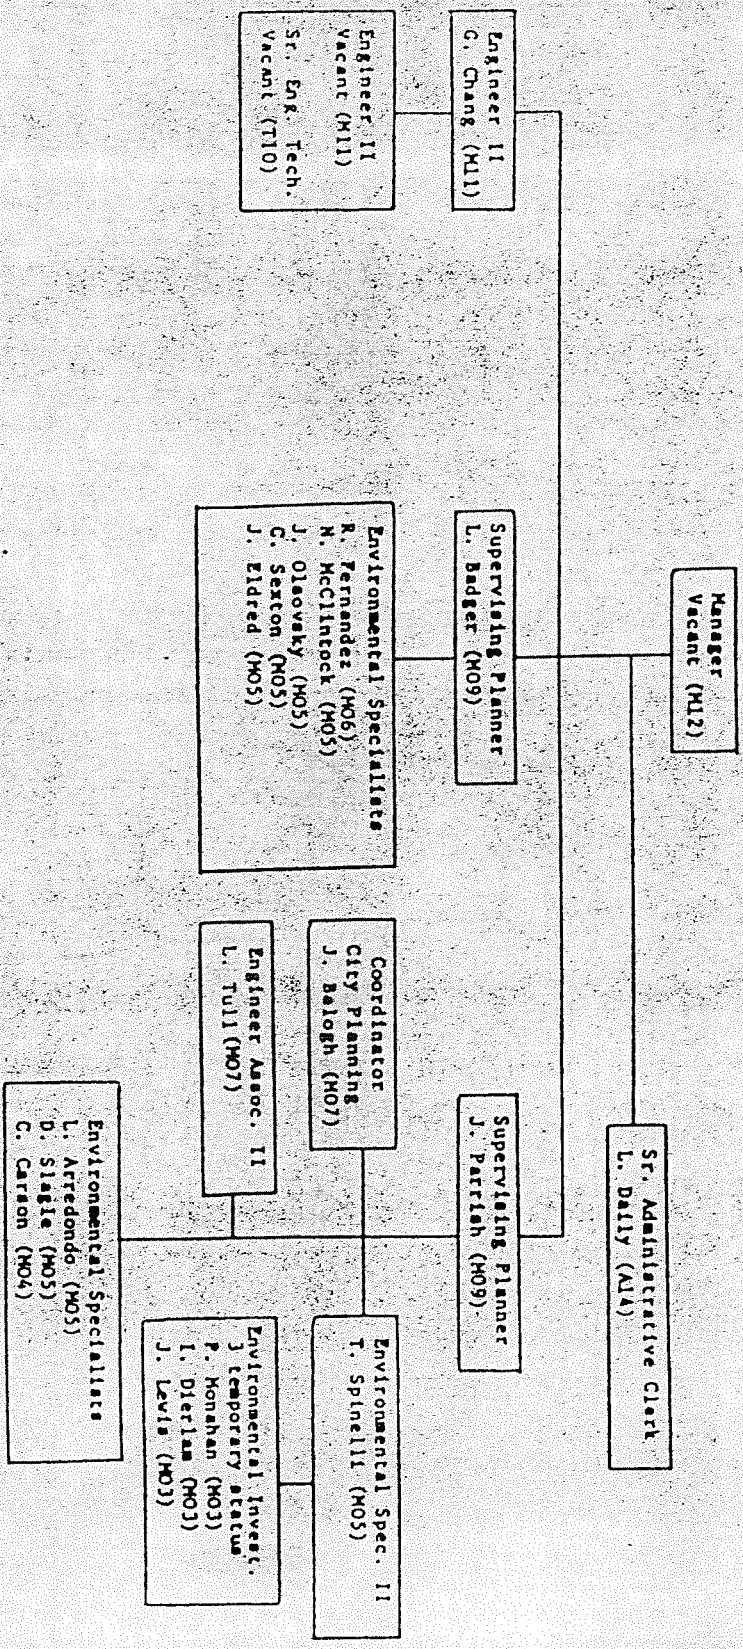 Manager
Vacant (M12)
Sr. Administrative Clerk
L. Daily (A14)
Engineer II
G. Chang (M11)
Engineer II
Vacant (M11)
Sr. Eng. Tech.
Vacant (T10)
Supervising Planner
L. Badger (M09)
Environmental Specialists
R. Fernandez (M06)
N. McClintock (M05)
J. Olsovsky (M05)
C. Sexton (M05)
J. Eldred (M05)
Supervising Planner
J. Parrish (M09)
Coordinator
City Planning
J. Balogh (M07)
Environmental Spec. II
T. Spinelli (M05)
Engineer Assoc. II
L. Tull (M07)
Environmental Invest.
3 temporary status
P. Monahan (M03)
I. Dierlam (M03)
J. Levis (M03)
Environmental Specialists
L. Arredondo (M05)
D. Slagle (M05)
C. Carson (M04)